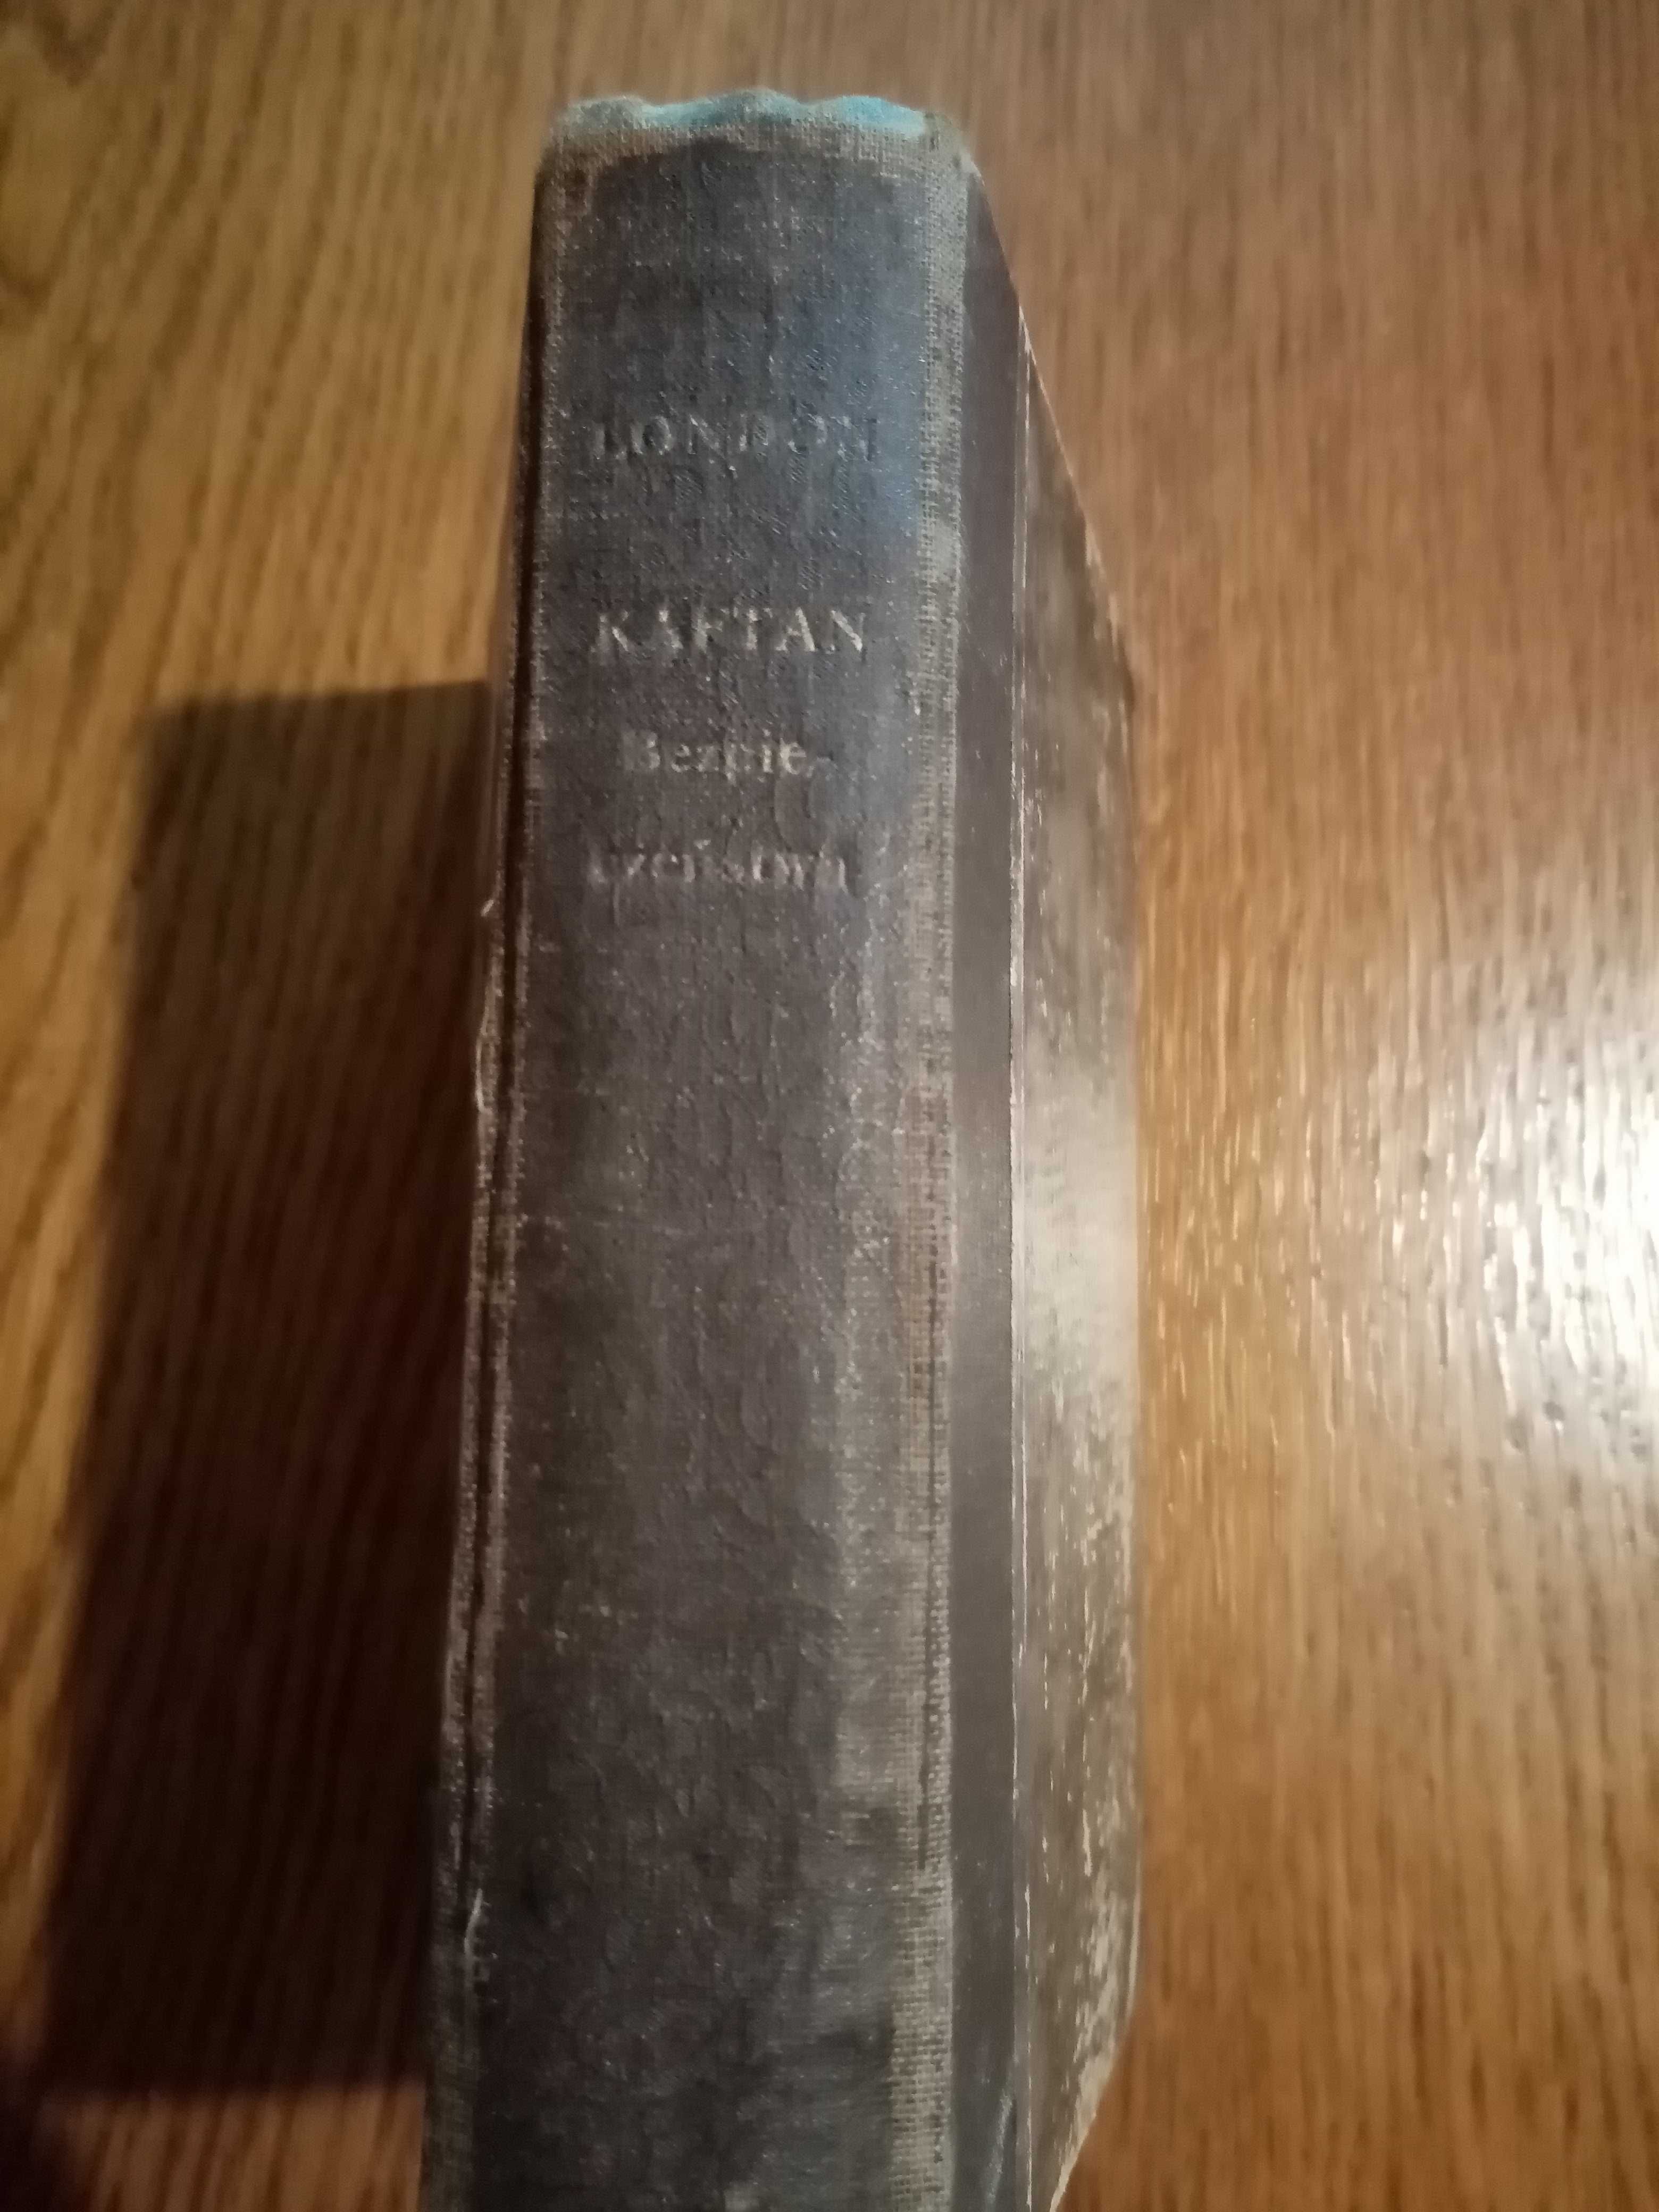 LONDON
KAFTAN
Bezpie-
czeństwa